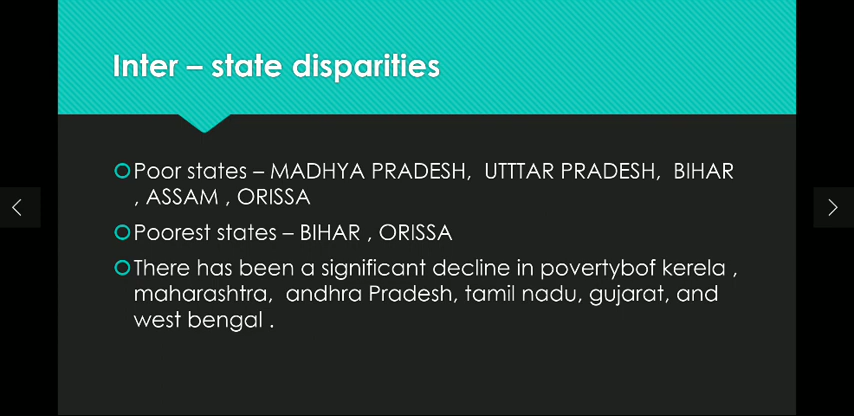 Inter – state disparities
Poor states – MADHYA PRADESH,  UTTTAR PRADESH,  BIHAR
, ASSAM , ORISSA
Poorest states – BIHAR , ORISSA
There has been a significant decline in povertybof kerela ,
maharashtra,  andhra Pradesh, tamil nadu, gujarat, and
west bengal .